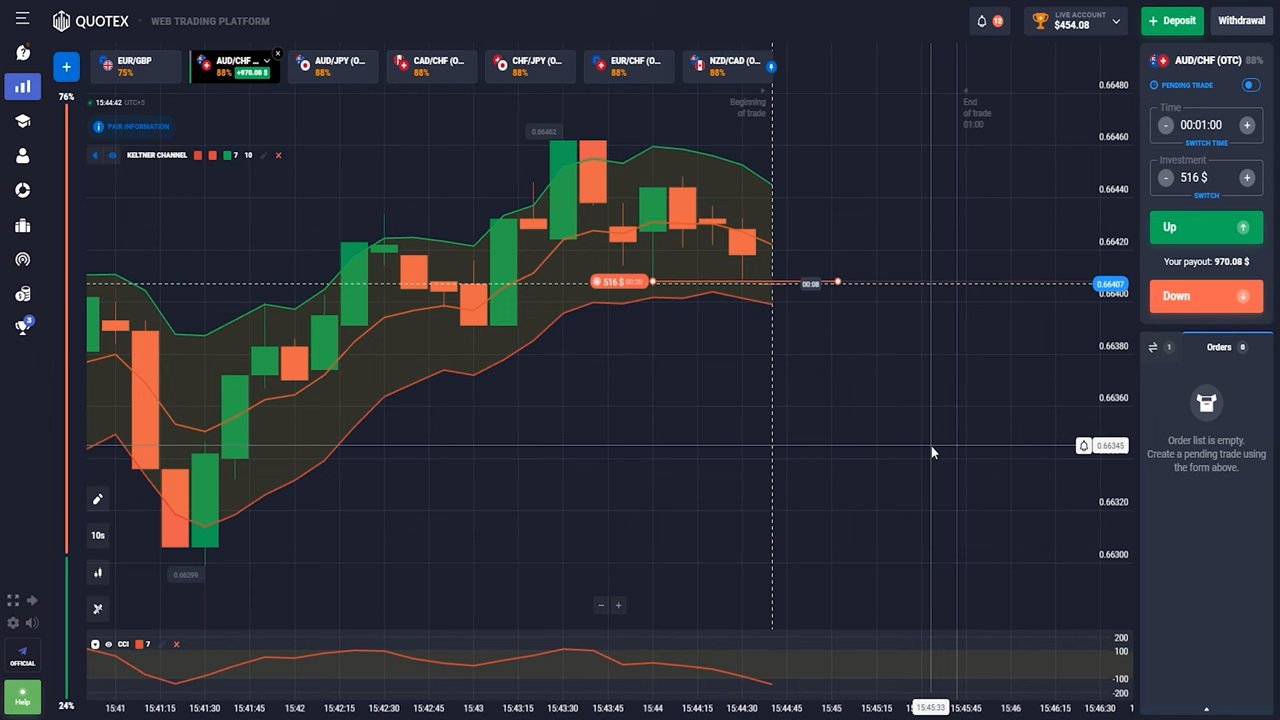 QUOTEX
WEB TRADING PLATFORM
12
LIVE ACCOUNT
$454.08
+ Deposit
Withdrawal
+
EUR/GBP
75%
AUD/CHF ...
88% +970.08 $
AUD/JPY (O...
88%
CAD/CHF (O...
88%
CHF/JPY (O...
88%
EUR/CHF (O...
88%
NZD/CAD (O...
88%
76%
15:44:42 UTC+5
PAIR INFORMATION
KELTNER CHANNEL 7 10
0.66462
Beginning
of trade
End
of trade
01:00
0.66480
0.66460
0.66440
0.66420
0.66407
0.66400
0.66380
0.66360
0.66345
0.66320
0.66300
516 $ 00:20
00:08
0.66299
10s
− +
CCI 7
200
100
-100
-200
24%
15:41 15:41:15 15:41:30 15:41:45 15:42 15:42:15 15:42:30 15:42:45 15:43 15:43:15 15:43:30 15:43:45 15:44 15:44:15 15:44:30 15:44:45 15:45 15:45:15 15:45:33 15:45:45 15:46 15:46:15 15:46:30 1
AUD/CHF (OTC) 88%
PENDING TRADE
Time
- 00:01:00 +
SWITCH TIME
Investment
- 516 $ +
SWITCH
Up
Your payout: 970.08 $
Down
1
Orders 0
Order list is empty.
Create a pending trade using
the form above.
3
OFFICIAL
Help